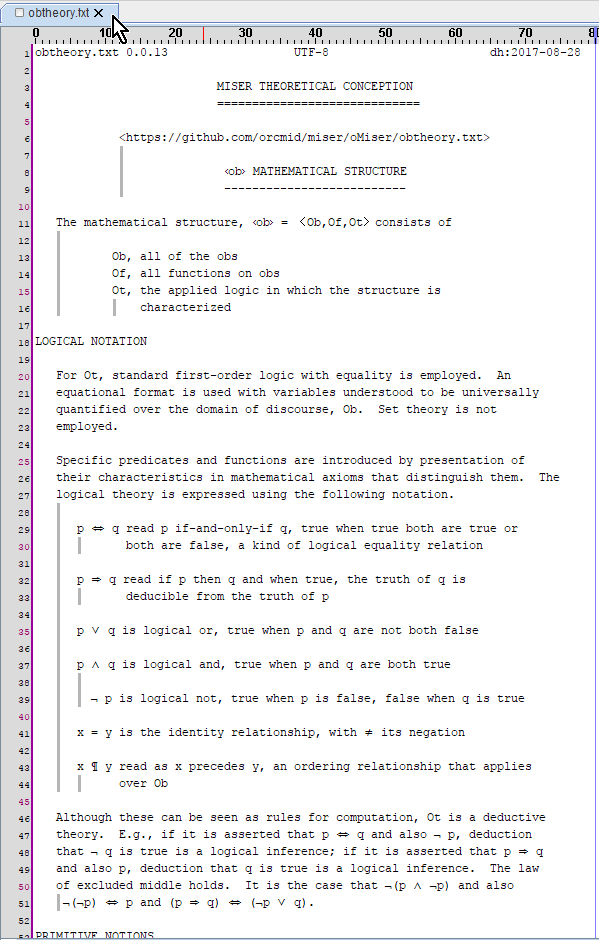 obtheory.txt
0 10 20 30 40 50 60 70 80
1 obtheory.txt 0.0.13 UTF-8 dh:2017-08-28
2
3 MISER THEORETICAL CONCEPTION
4 =============================
5
6 <https://github.com/orcmid/miser/oMiser/obtheory.txt>
7
8 ‹ob› MATHEMATICAL STRUCTURE
9 --------------------------
10
11 The mathematical structure, ‹ob› = 〈Ob,Of,Ot〉 consists of
12
13 Ob, all of the obs
14 Of, all functions on obs
15 Ot, the applied logic in which the structure is
16 characterized
17
18 LOGICAL NOTATION
19
20 For Ot, standard first-order logic with equality is employed. An
21 equational format is used with variables understood to be universally
22 quantified over the domain of discourse, Ob. Set theory is not
23 employed.
24
25 Specific predicates and functions are introduced by presentation of
26 their characteristics in mathematical axioms that distinguish them. The
27 logical theory is expressed using the following notation.
28
29 p ⇔ q read p if-and-only-if q, true when true both are true or
30 both are false, a kind of logical equality relation
31
32 p ⇒ q read if p then q and when true, the truth of q is
33 deducible from the truth of p
34
35 p ∨ q is logical or, true when p and q are not both false
36
37 p ∧ q is logical and, true when p and q are both true
38
39 ¬ p is logical not, true when p is false, false when q is true
40
41 x = y is the identity relationship, with ≠ its negation
42
43 x ¶ y read as x precedes y, an ordering relationship that applies
44 over Ob
45
46 Although these can be seen as rules for computation, Ot is a deductive
47 theory. E.g., if it is asserted that p ⇔ q and also ¬ p, deduction
48 that ¬ q is true is a logical inference; if it is asserted that p ⇒ q
49 and also p, deduction that q is true is a logical inference. The law
50 of excluded middle holds. It is the case that ¬(p ∧ ¬p) and also
51 ¬(¬p) ⇔ p and (p ⇒ q) ⇔ (¬p ∨ q).
52
53 PRIMITIVE NOTIONS